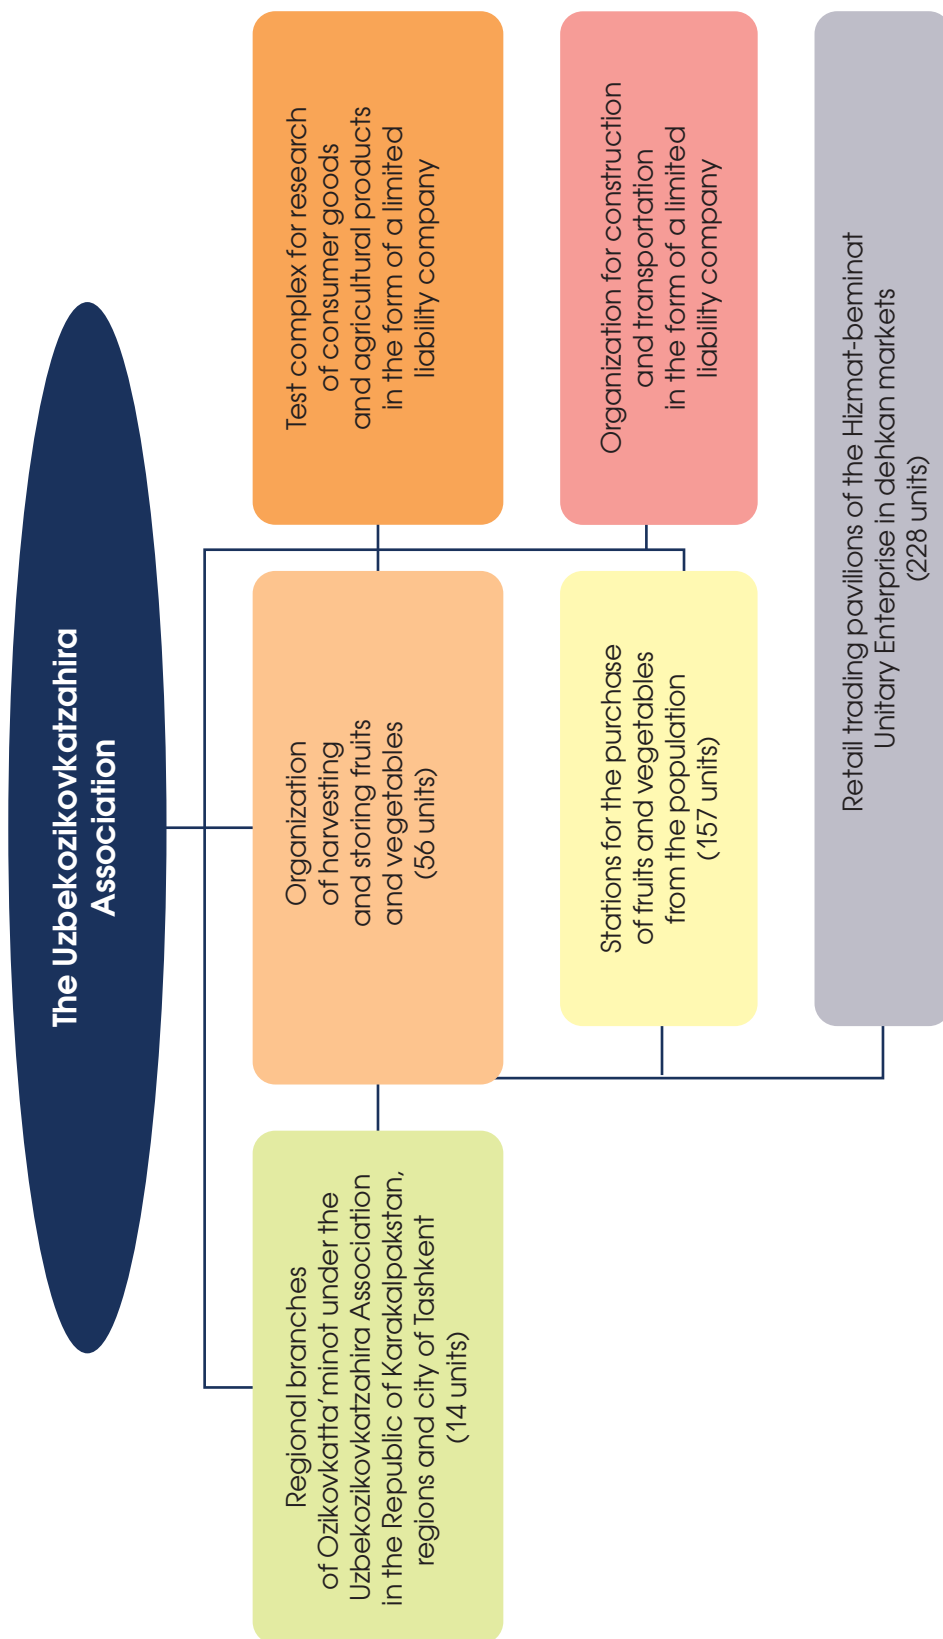 The Uzbekozikovkatzahira
Association
Regional branches
of Ozikovkatta’minot under the
Uzbekozikovkatzahira Association
in the Republic of Karakalpakstan,
regions and city of Tashkent
(14 units)
Organization
of harvesting
and storing fruits
and vegetables
(56 units)
Test complex for research
of consumer goods
and agricultural products
in the form of a limited
liability company
Stations for the purchase
of fruits and vegetables
from the population
(157 units)
Organization for construction
and transportation
in the form of a limited
liability company
Retail trading pavilions of the Hizmat-beminat
Unitary Enterprise in dehkan markets
(228 units)